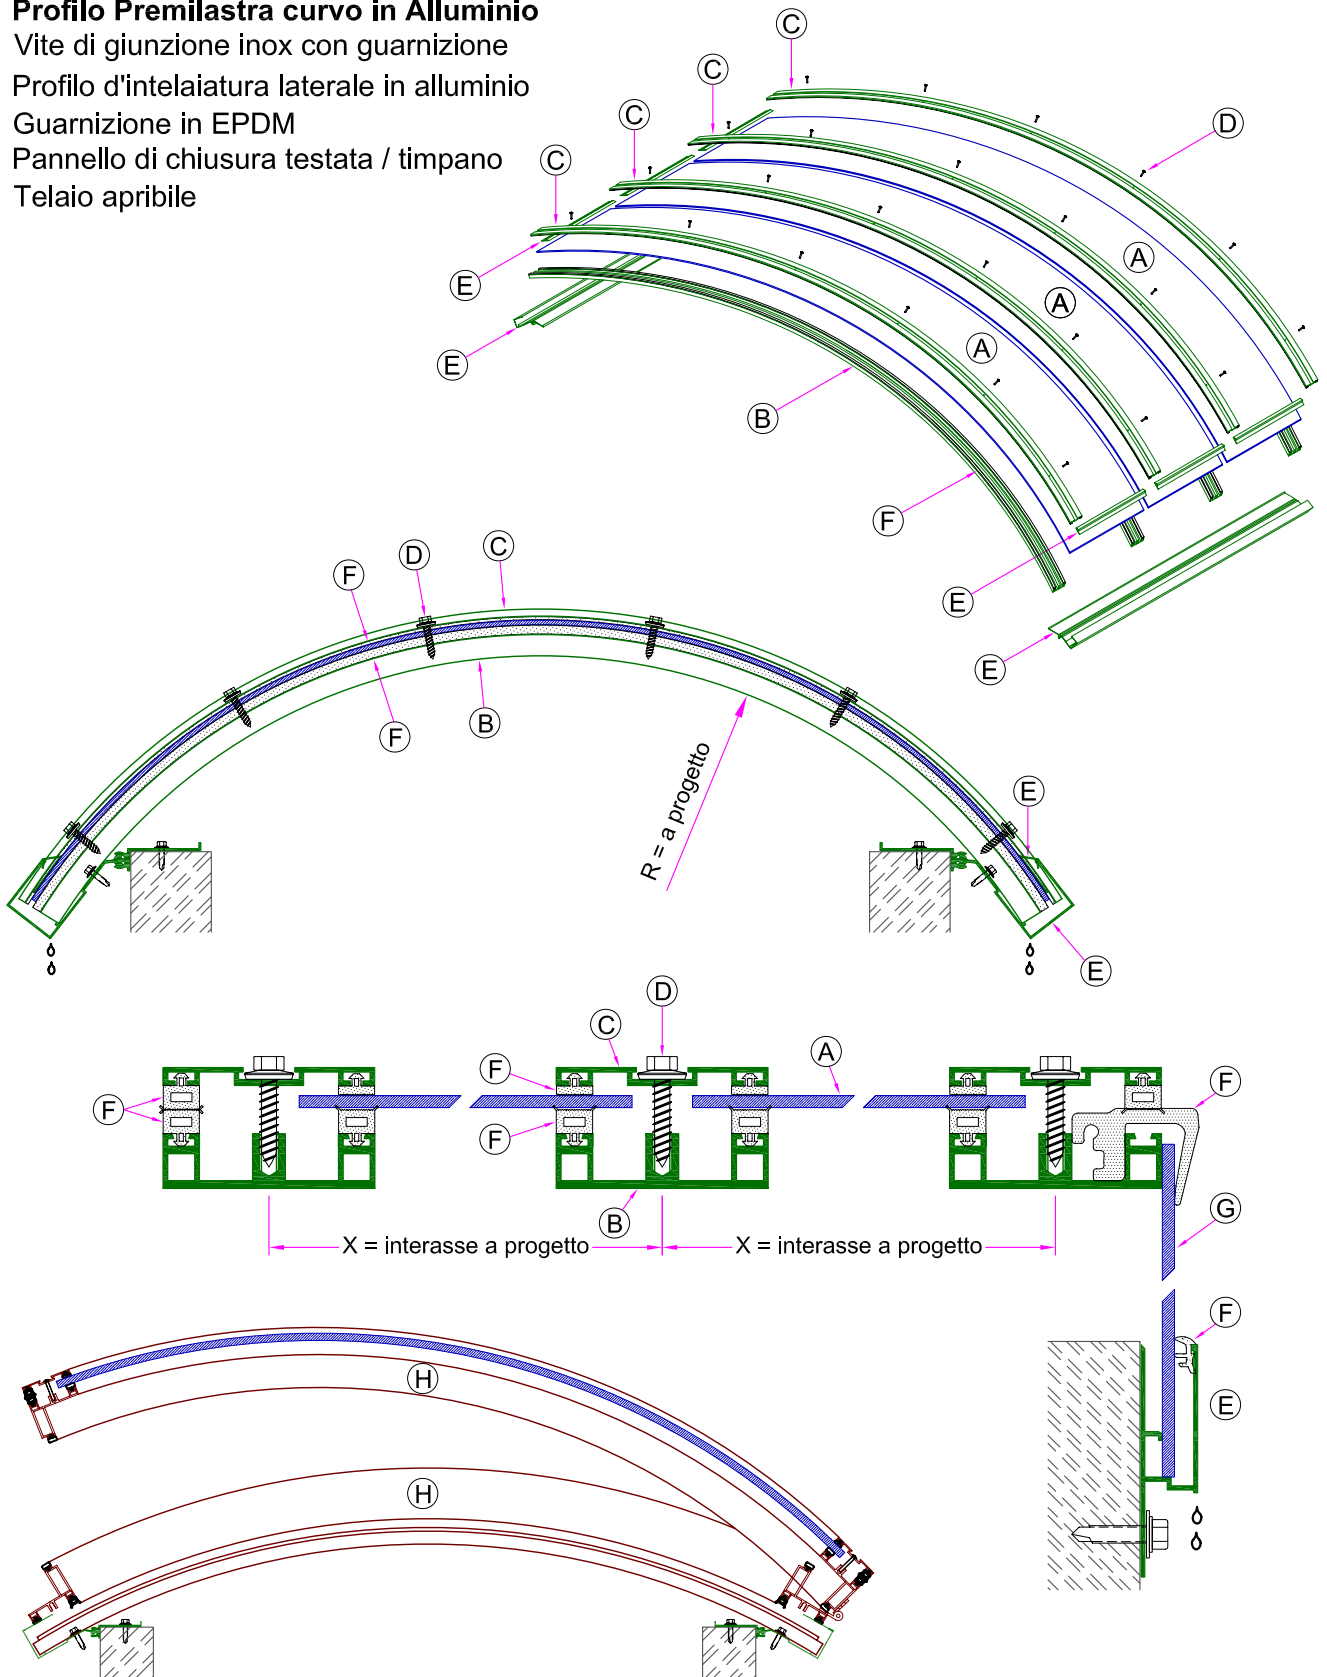 Profilo Premilastra curvo in Alluminio
Vite di giunzione inox con guarnizione
Profilo d'intelaiatura laterale in alluminio
Guarnizione in EPDM
Pannello di chiusura testata / timpano
Telaio apribile
C
C
C
C
D
A
A
A
E
E
B
F
E
E
F
D
C
F
B
R = a progetto
E
E
D
C
A
F
F
F
F
B
G
X = interasse a progetto
X = interasse a progetto
F
E
H
H